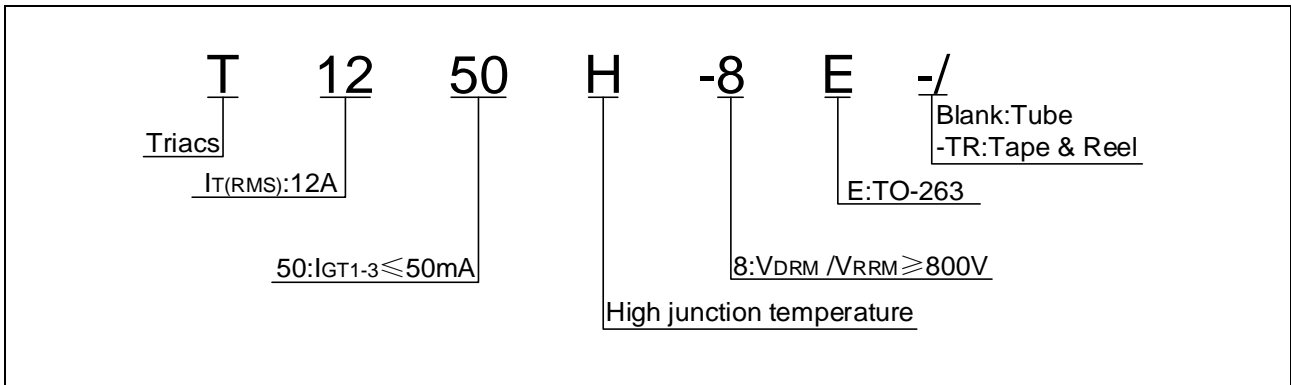 T 12 50 H -8 E -/
Blank:Tube
-TR:Tape & Reel
Triacs
IT(RMS):12A
E:TO-263
50:IGT1-3≤50mA
8:VDRM /VRRM≥800V
High junction temperature